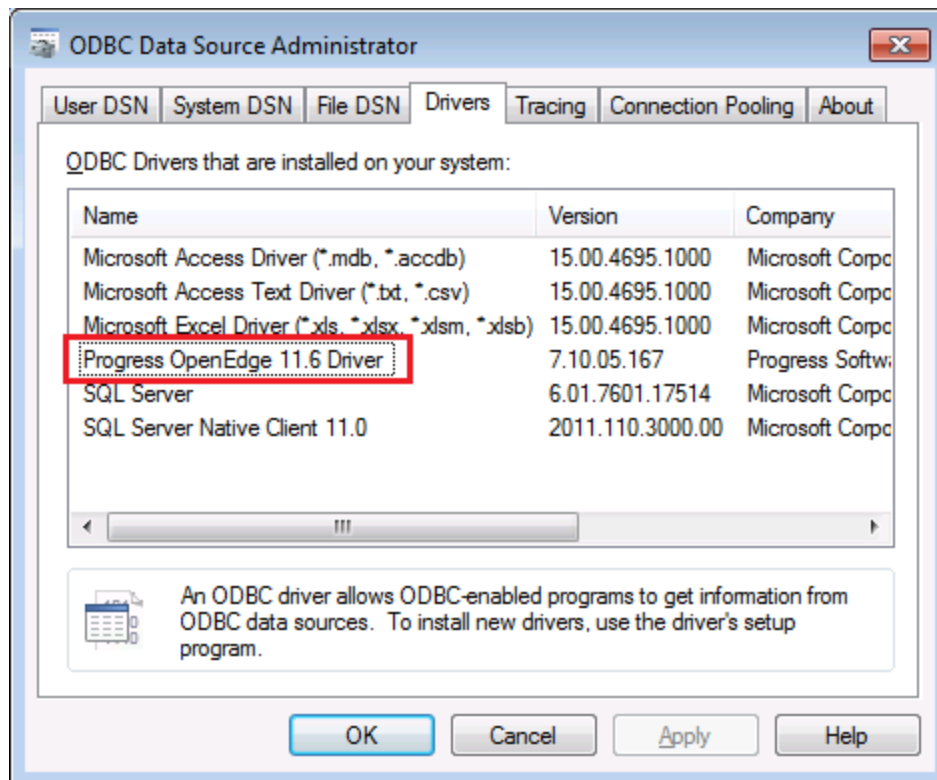 ODBC Data Source Administrator
User DSN System DSN File DSN Drivers Tracing Connection Pooling About
ODBC Drivers that are installed on your system:
Name Version Company
Microsoft Access Driver (*.mdb, *.accdb) 15.00.4695.1000 Microsoft Corpo
Microsoft Access Text Driver (*.txt, *.csv) 15.00.4695.1000 Microsoft Corpo
Microsoft Excel Driver (*.xls, *.xlsx, *.xlsm, *.xlsb) 15.00.4695.1000 Microsoft Corpo
Progress OpenEdge 11.6 Driver 7.10.05.167 Progress Softw
SQL Server 6.01.7601.17514 Microsoft Corpo
SQL Server Native Client 11.0 2011.110.3000.00 Microsoft Corpo
An ODBC driver allows ODBC-enabled programs to get information from
ODBC data sources. To install new drivers, use the driver's setup
program.
OK Cancel Apply Help